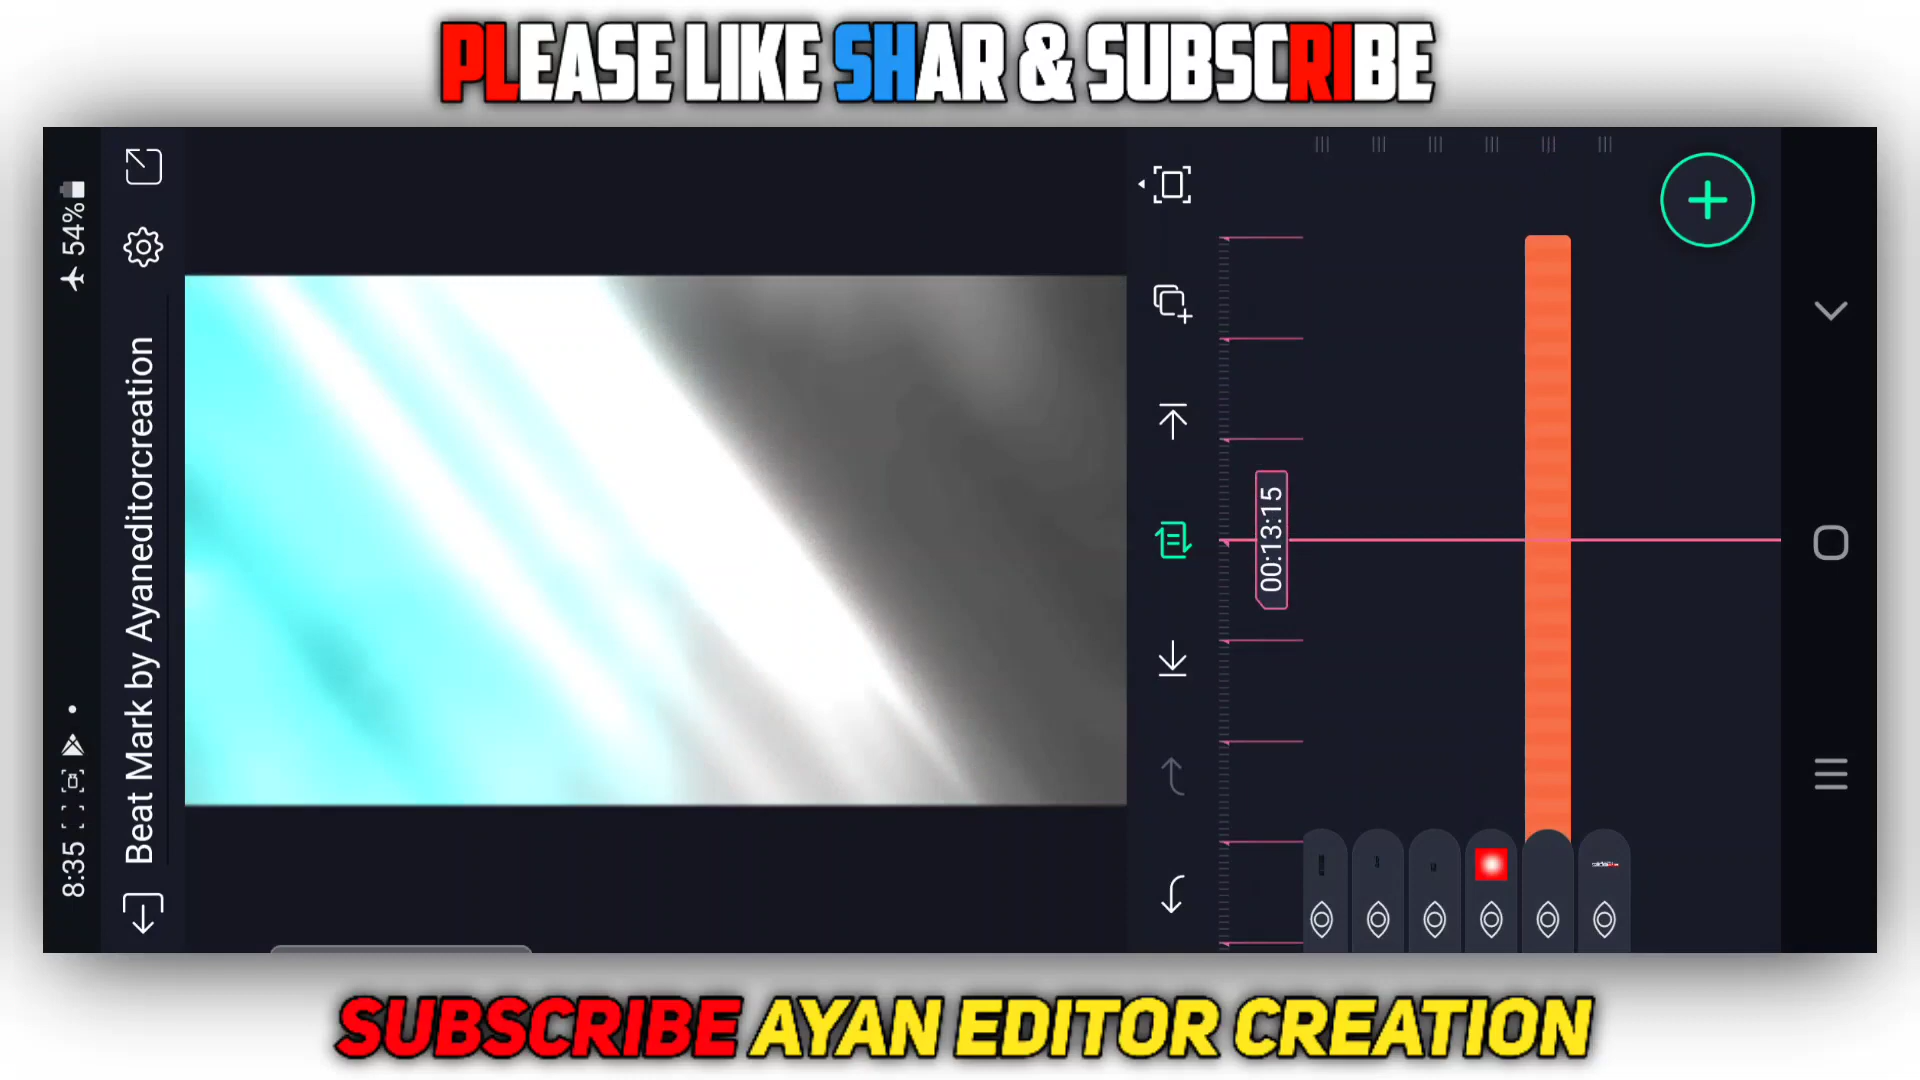 PLEASE LIKE SHAR & SUBSCRIBE
8:35
54%
Beat Mark by Ayaneditorcreation
00:13:15
SUBSCRIBE AYAN EDITOR CREATION